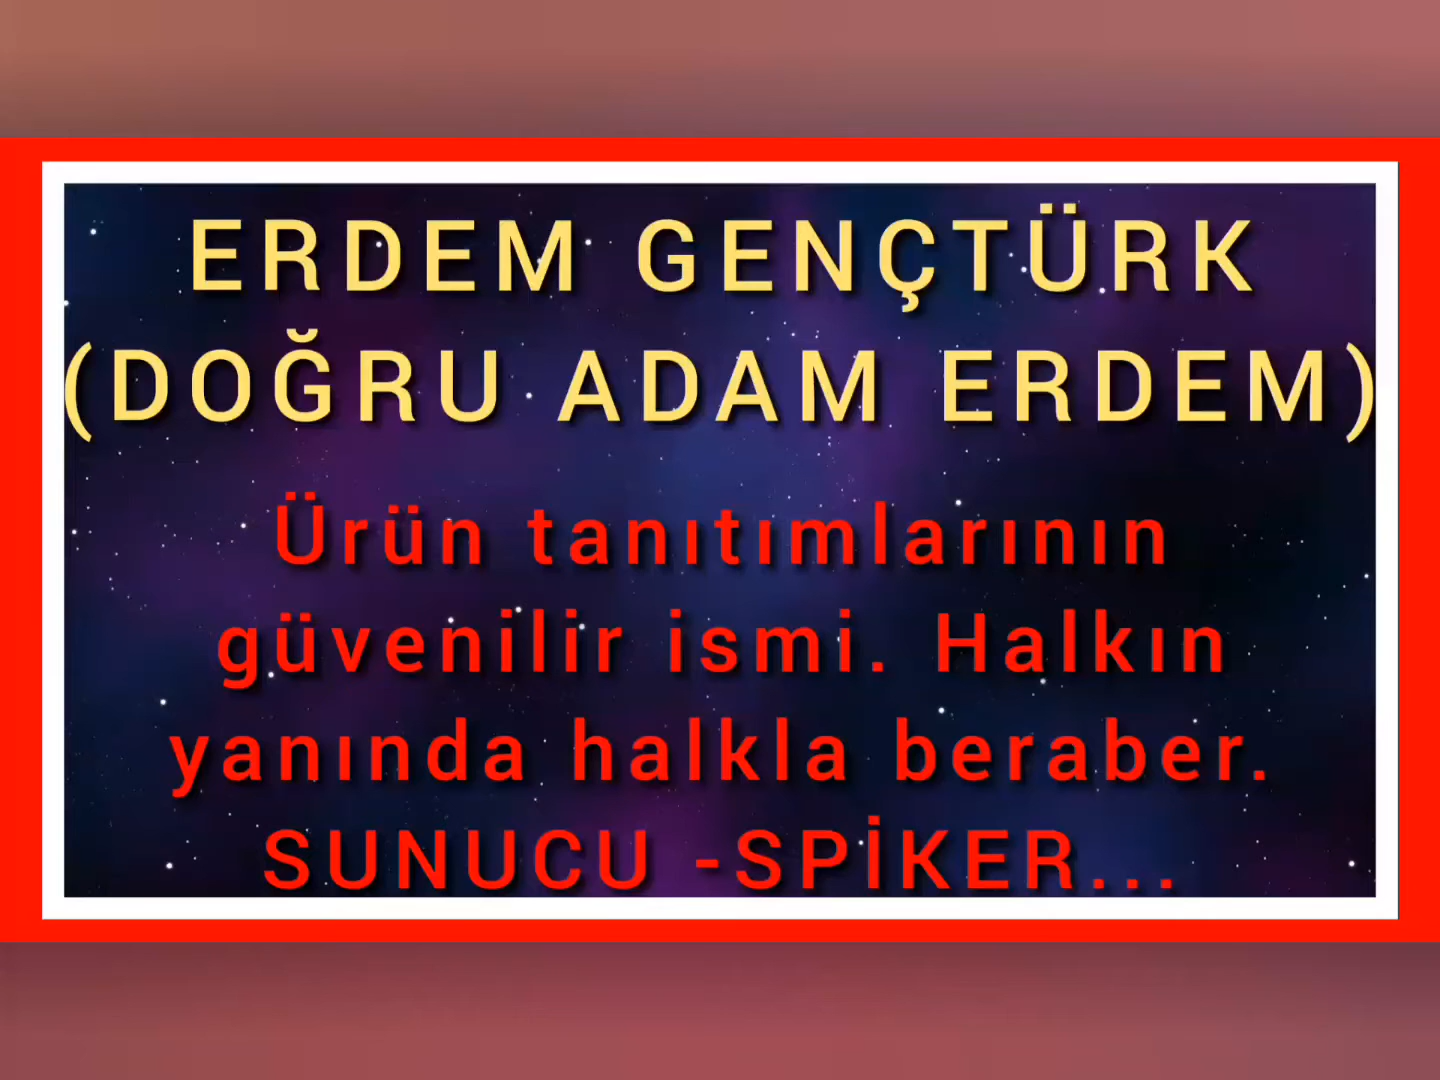 ERDEM GENÇTÜRK
(DOĞRU ADAM ERDEM)
Ürün tanıtımlarının
güvenilir ismi. Halkın
yanında halkla beraber.
SUNUCU -SPİKER...